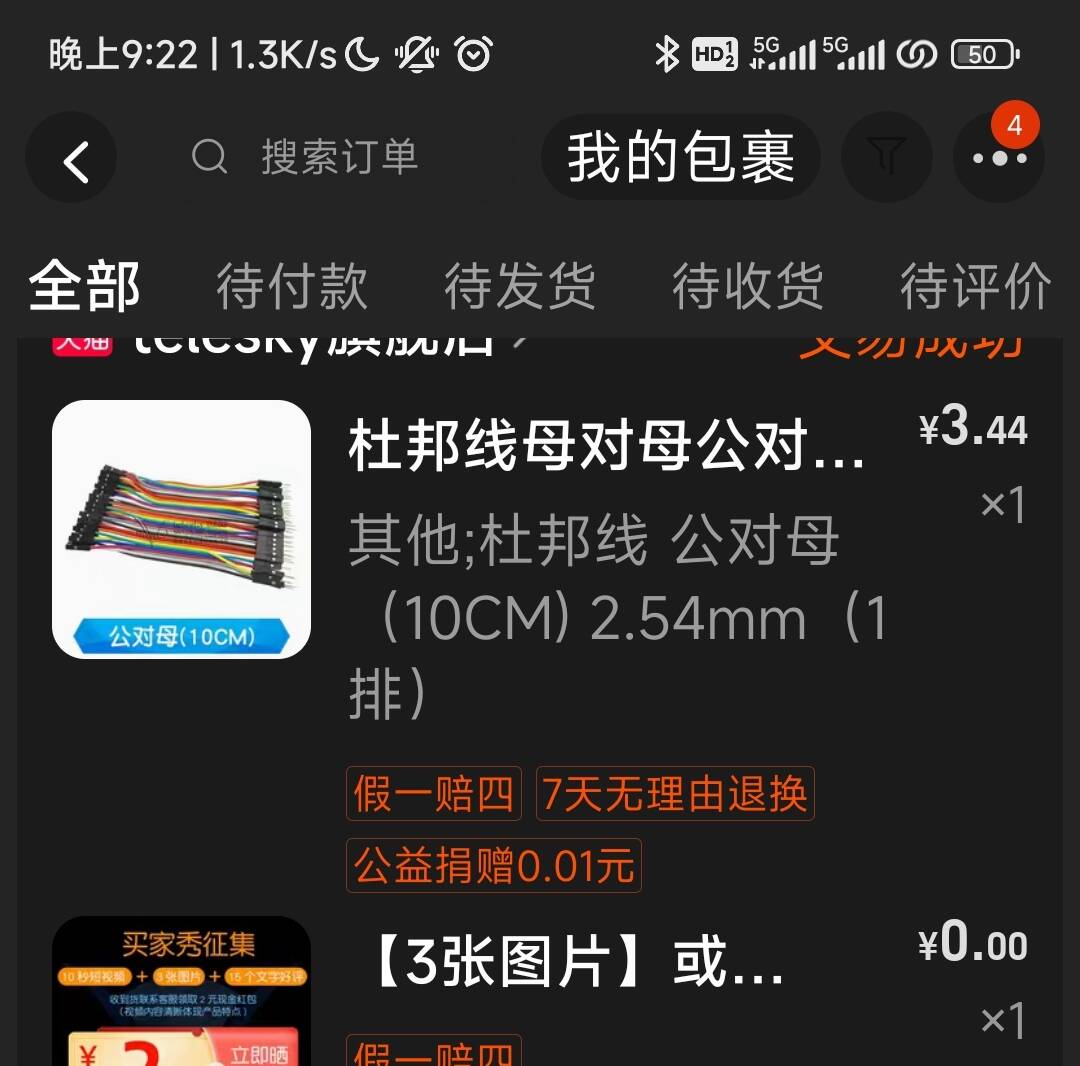 晚上9:22 | 1.3K/s
HD 1 2 5G 5G 50
搜索订单
我的包裹
4
全部 待付款 待发货 待收货 待评价
天猫 telesky旗舰店 交易成功
杜邦线母对母公对... ¥3.44
×1
其他;杜邦线 公对母
（10CM) 2.54mm（1
排）
公对母(10CM)
假一赔四 7天无理由退换
公益捐赠0.01元
【3张图片】或... ¥0.00
×1
买家秀征集
10秒短视频 + 3张图片 + 15个文字好评
收到货联系客服领取2元现金红包
（视频内容清晰体现产品特点）
¥ 2 立即晒
假一赔四